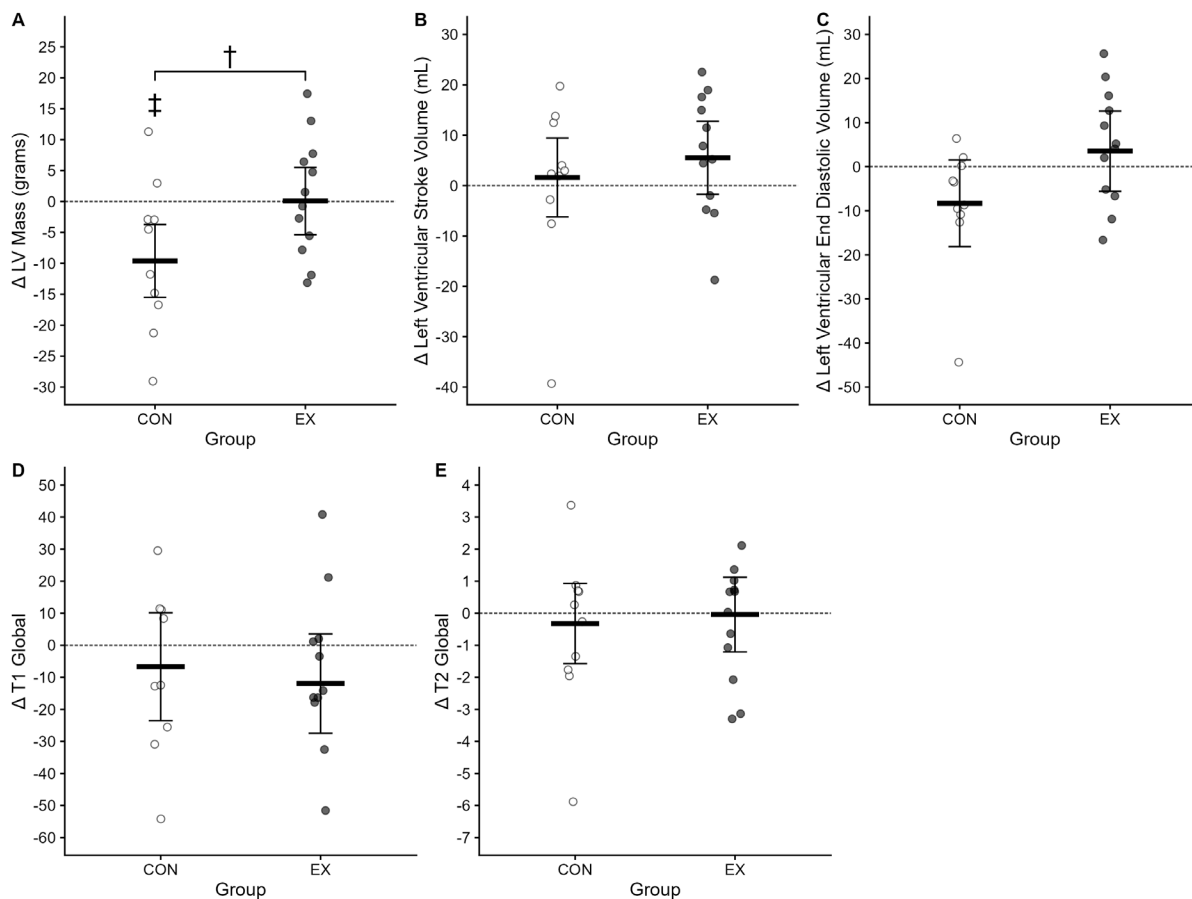 A
Δ LV Mass (grams)
25
20
15
10
5
0
-5
-10
-15
-20
-25
-30
†
‡
CON
EX
Group
B
Δ Left Ventricular Stroke Volume (mL)
30
20
10
0
-10
-20
-30
-40
CON
EX
Group
C
Δ Left Ventricular End Diastolic Volume (mL)
30
20
10
0
-10
-20
-30
-40
-50
CON
EX
Group
D
Δ T1 Global
50
40
30
20
10
0
-10
-20
-30
-40
-50
-60
CON
EX
Group
E
Δ T2 Global
4
3
2
1
0
-1
-2
-3
-4
-5
-6
-7
CON
EX
Group